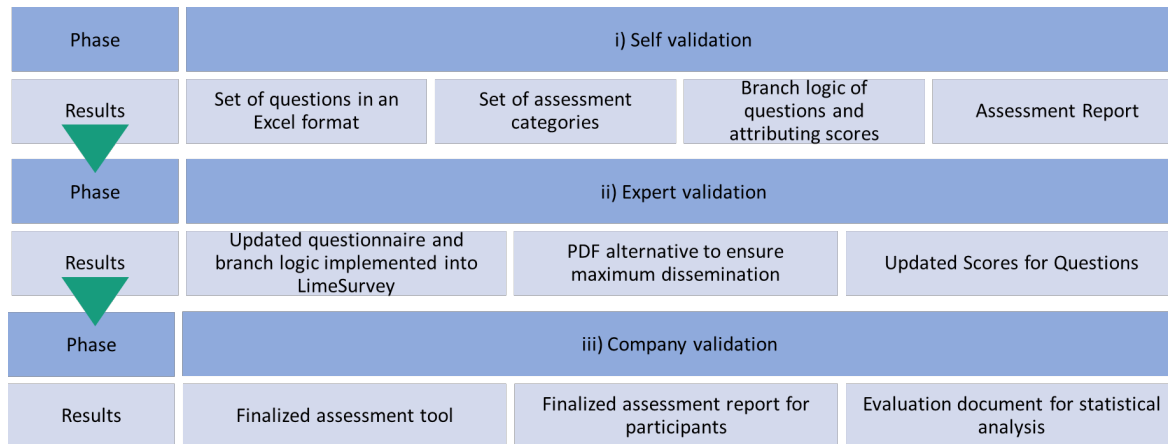 Phase
i) Self validation
Results
Set of questions in an
Excel format
Set of assessment
categories
Branch logic of
questions and
attributing scores
Assessment Report
Phase
ii) Expert validation
Results
Updated questionnaire and
branch logic implemented into
LimeSurvey
PDF alternative to ensure
maximum dissemination
Updated Scores for Questions
Phase
iii) Company validation
Results
Finalized assessment tool
Finalized assessment report for
participants
Evaluation document for statistical
analysis